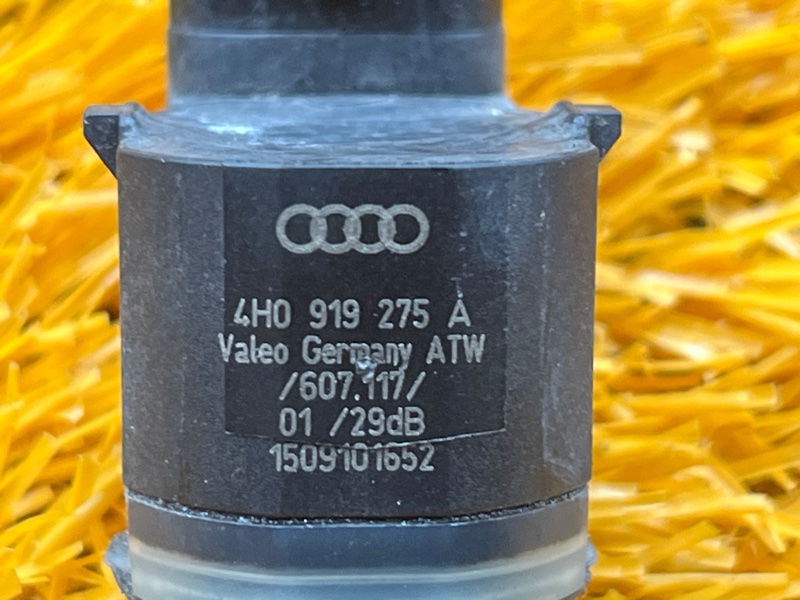 4H0 919 275 A
Valeo Germany ATW
/607.117/
01 /29dB
1509101652